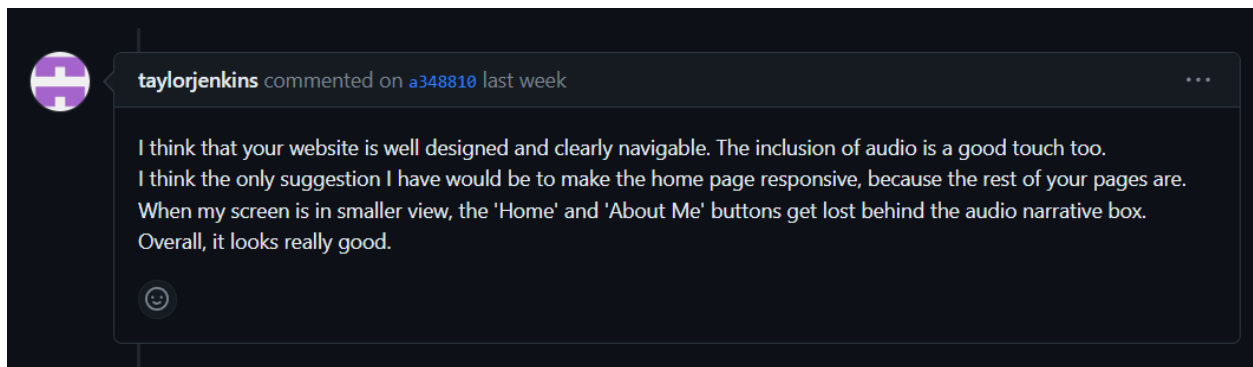 taylorjenkins commented on a348810 last week
I think that your website is well designed and clearly navigable. The inclusion of audio is a good touch too.
I think the only suggestion I have would be to make the home page responsive, because the rest of your pages are.
When my screen is in smaller view, the 'Home' and 'About Me' buttons get lost behind the audio narrative box.
Overall, it looks really good.